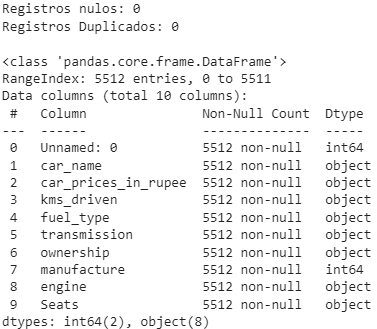 Registros nulos: 0
Registros Duplicados: 0

<class 'pandas.core.frame.DataFrame'>
RangeIndex: 5512 entries, 0 to 5511
Data columns (total 10 columns):
 #   Column              Non-Null Count  Dtype
---  ------              --------------  -----
 0   Unnamed: 0          5512 non-null   int64
 1   car_name            5512 non-null   object
 2   car_prices_in_rupee 5512 non-null   object
 3   kms_driven          5512 non-null   object
 4   fuel_type           5512 non-null   object
 5   transmission        5512 non-null   object
 6   ownership           5512 non-null   object
 7   manufacture         5512 non-null   int64
 8   engine              5512 non-null   object
 9   Seats               5512 non-null   object
dtypes: int64(2), object(8)